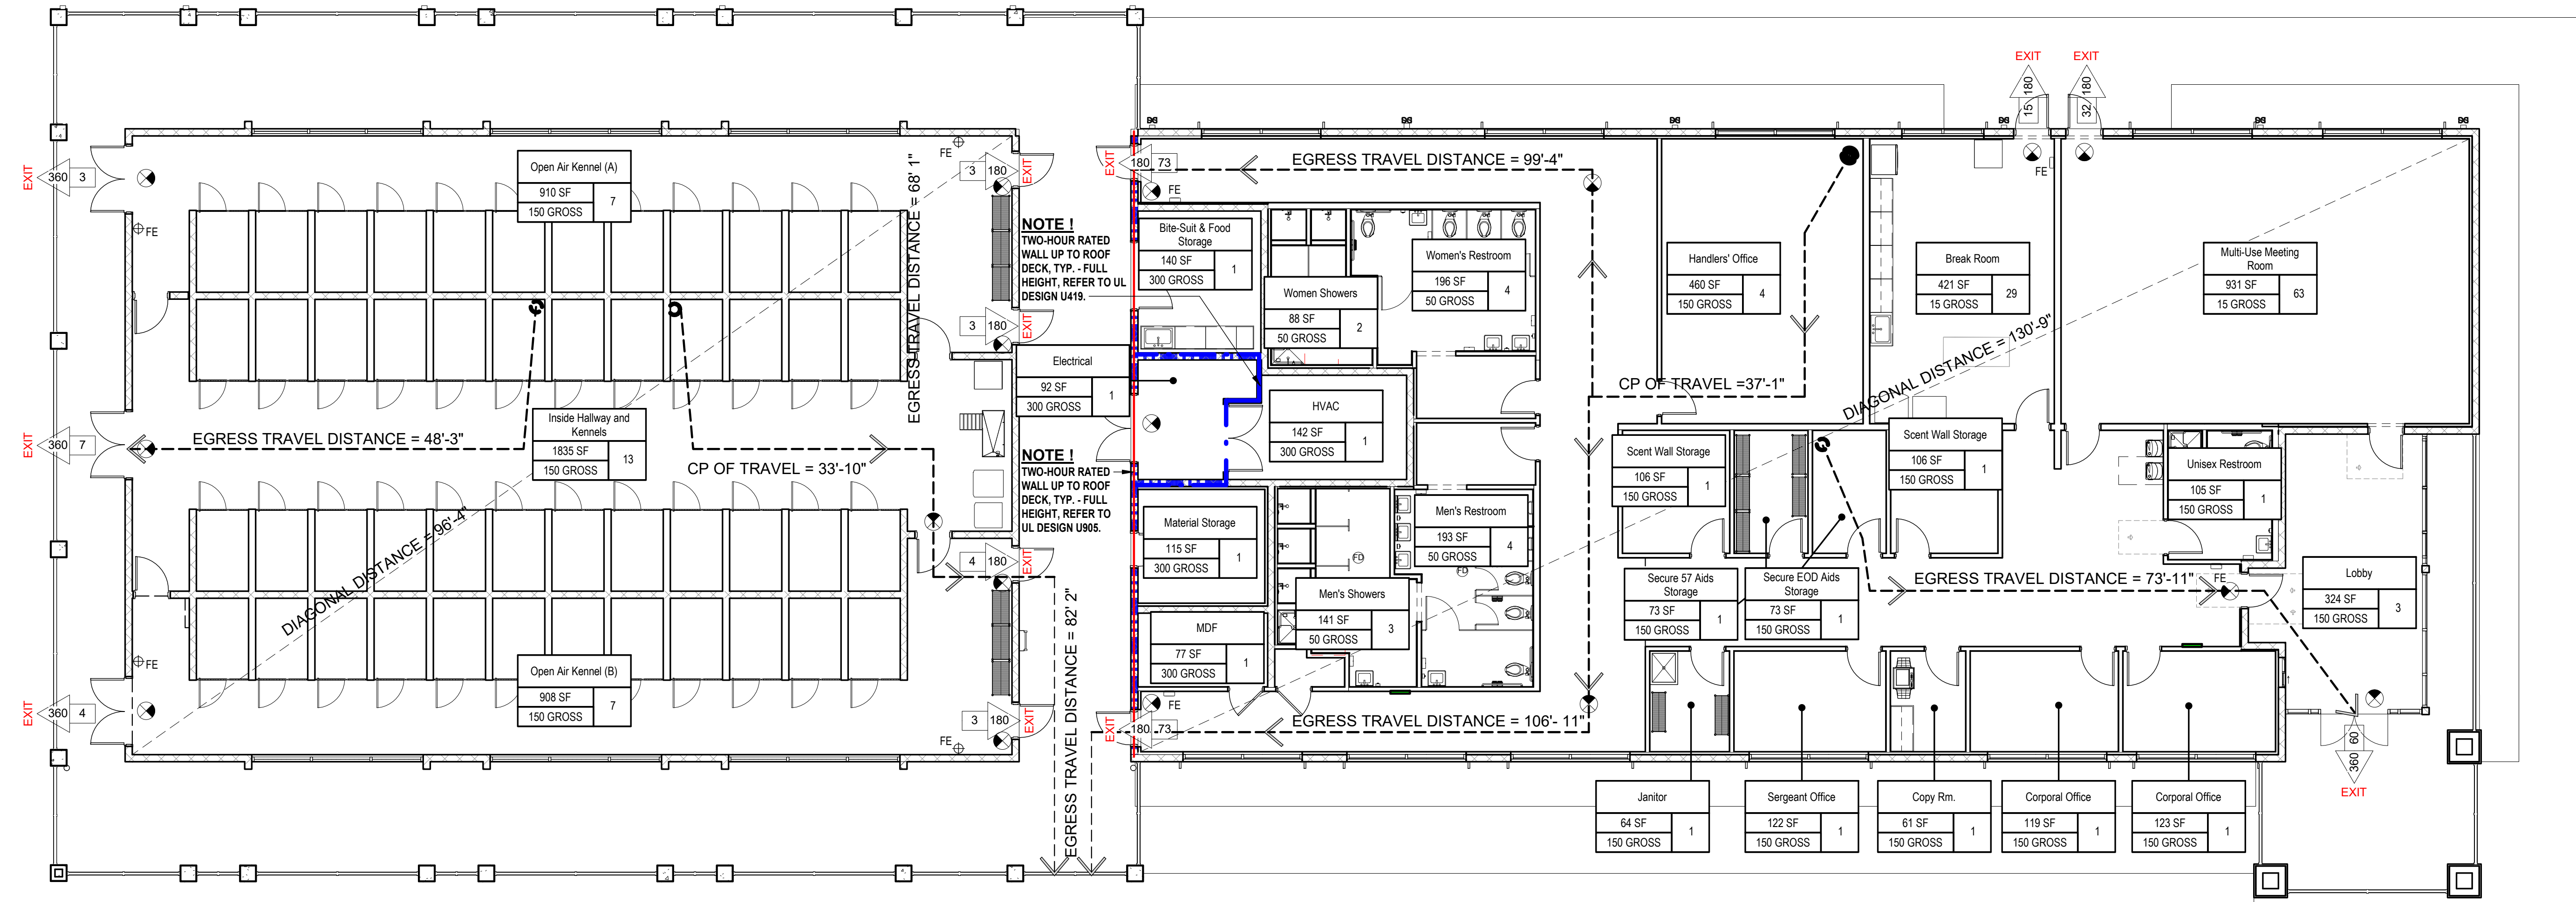 EXIT
EXIT
15 180
32 180
EXIT
360 3
FE
Open Air Kennel (A)
910 SF
150 GROSS
7
FE
3 180
EXIT
EGRESS TRAVEL DISTANCE = 68' 1"
3 180
EXIT
NOTE !
TWO-HOUR RATED
WALL UP TO ROOF
DECK, TYP. - FULL
HEIGHT, REFER TO UL
DESIGN U419.
EXIT
180 73
FE
EGRESS TRAVEL DISTANCE = 99'-4"
Bite-Suit & Food
Storage
140 SF
300 GROSS
1
Women Showers
88 SF
50 GROSS
2
Women's Restroom
196 SF
50 GROSS
4
Handlers' Office
460 SF
150 GROSS
4
Break Room
421 SF
15 GROSS
29
FE
Multi-Use Meeting
Room
931 SF
15 GROSS
63
DIAGONAL DISTANCE = 130'-9"
CP OF TRAVEL =37'-1"
Electrical
92 SF
300 GROSS
1
HVAC
142 SF
300 GROSS
1
EXIT
360 7
EGRESS TRAVEL DISTANCE = 48'-3"
Inside Hallway and
Kennels
1835 SF
150 GROSS
13
CP OF TRAVEL = 33'-10"
DIAGONAL DISTANCE = 96'-4"
NOTE !
TWO-HOUR RATED
WALL UP TO ROOF
DECK, TYP. - FULL
HEIGHT, REFER TO
UL DESIGN U905.
Scent Wall Storage
106 SF
150 GROSS
1
Scent Wall Storage
106 SF
150 GROSS
1
Unisex Restroom
105 SF
150 GROSS
1
Material Storage
115 SF
300 GROSS
1
Men's Restroom
193 SF
50 GROSS
4
FD
FD
Men's Showers
141 SF
50 GROSS
3
MDF
77 SF
300 GROSS
1
Secure 57 Aids
Storage
73 SF
150 GROSS
1
Secure EOD Aids
Storage
73 SF
150 GROSS
1
EGRESS TRAVEL DISTANCE = 73'-11"
FE
Lobby
324 SF
150 GROSS
3
4 180
EXIT
EGRESS TRAVEL DISTANCE = 82' 2"
FE
Open Air Kennel (B)
908 SF
150 GROSS
7
EXIT
360 4
FE
3 180
EXIT
EXIT
180 73
FE
EGRESS TRAVEL DISTANCE = 106'- 11"
360 60
EXIT
Janitor
64 SF
150 GROSS
1
Sergeant Office
122 SF
150 GROSS
1
Copy Rm.
61 SF
150 GROSS
1
Corporal Office
119 SF
150 GROSS
1
Corporal Office
123 SF
150 GROSS
1